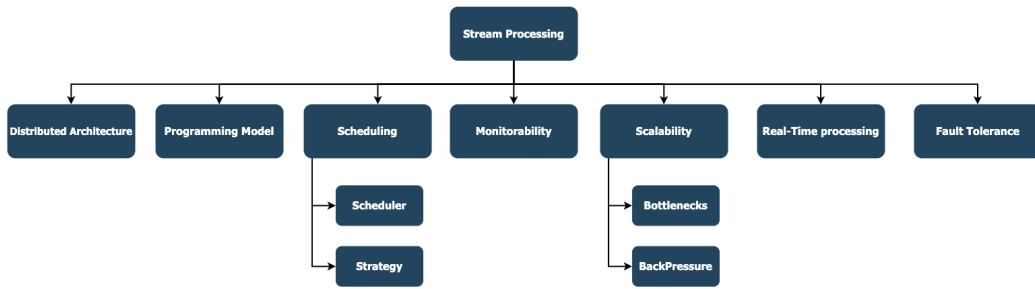 Stream Processing
Distributed Architecture
Programming Model
Scheduling
Monitorability
Scalability
Real-Time processing
Fault Tolerance
Scheduler
Bottlenecks
Strategy
BackPressure